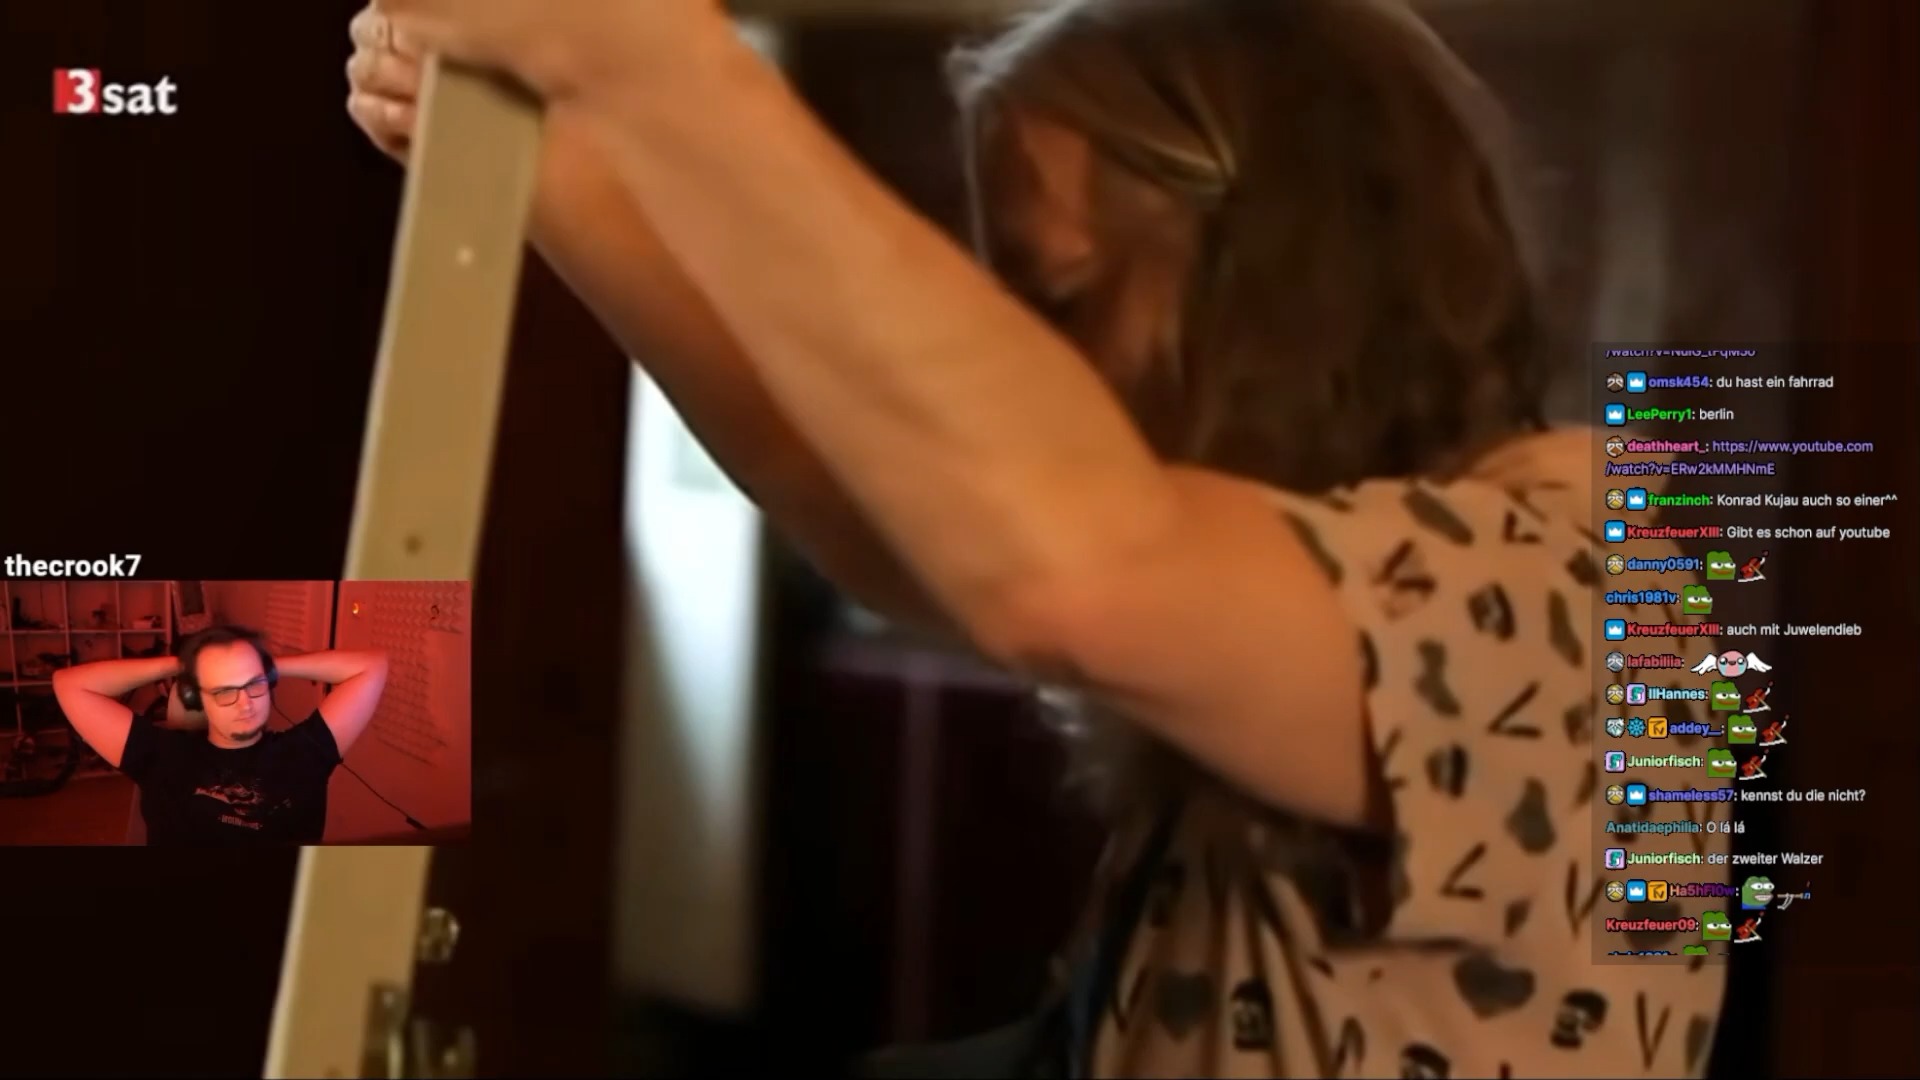 3sat
thecrook7
omsk454: du hast ein fahrrad
LeePerry1: berlin
deathheart_: https://www.youtube.com
/watch?v=ERw2kMMHNmE
franzinch: Konrad Kujau auch so einer^^
KreuzfeuerXIII: Gibt es schon auf youtube
danny0591:
chris1981v:
KreuzfeuerXIII: auch mit Juwelendieb
lafabiliia:
IlHannes:
addey__:
Juniorfisch:
shameless57: kennst du die nicht?
Anatidaephilia: O lá lá
Juniorfisch: der zweiter Walzer
Ha5hFl0w:
Kreuzfeuer09: